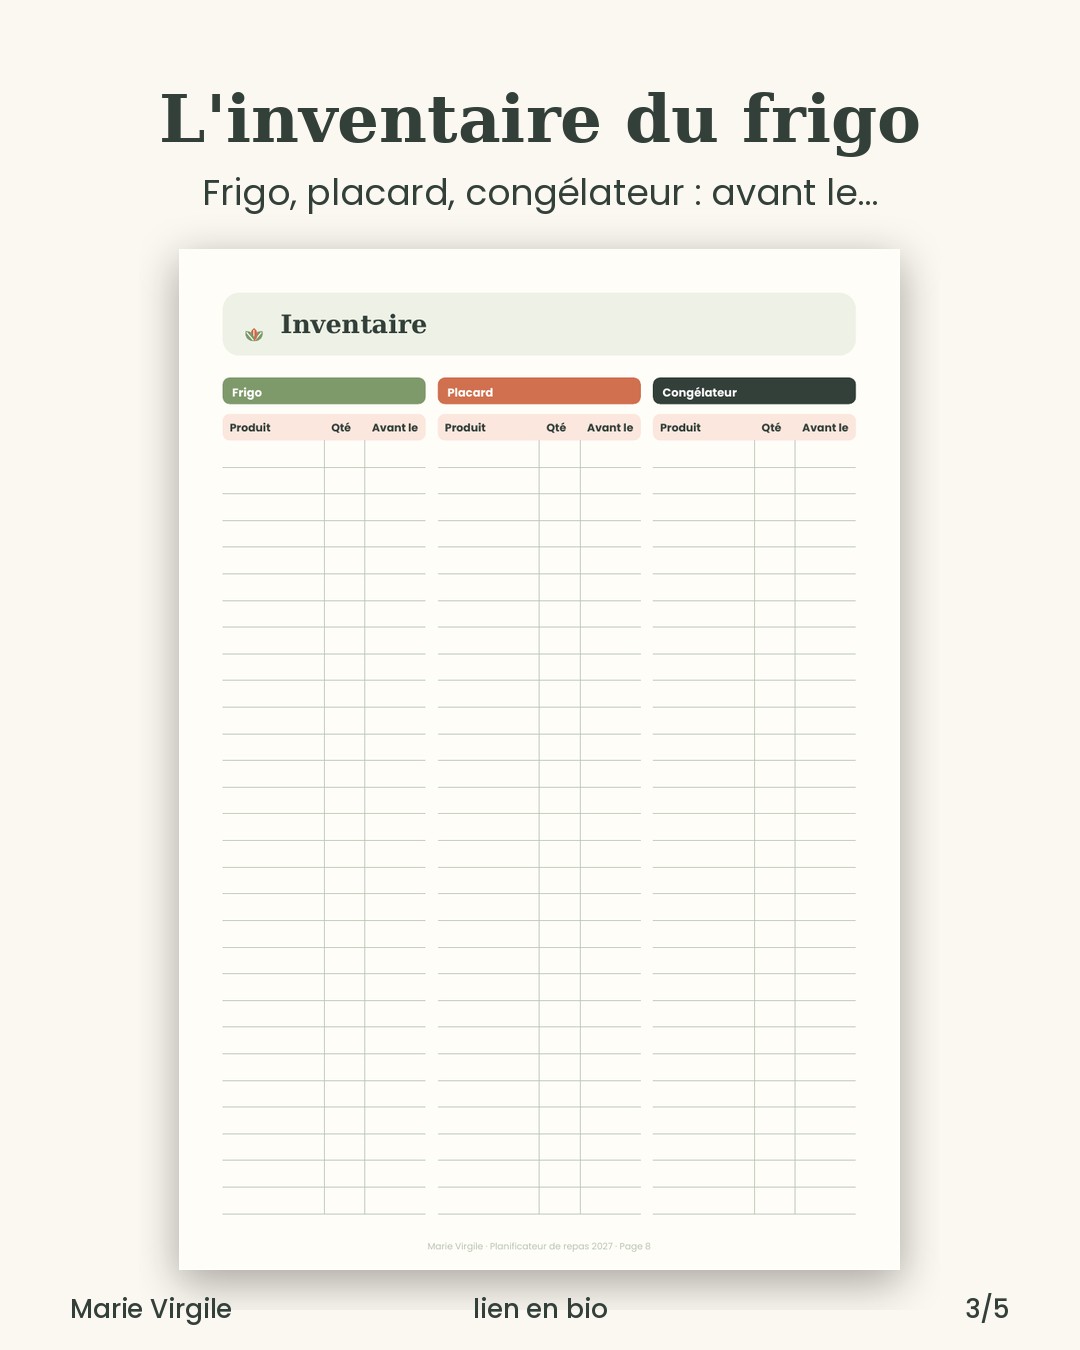 L'inventaire du frigo
Frigo, placard, congélateur : avant le...
Inventaire
Frigo Placard Congélateur
Produit Qté Avant le Produit Qté Avant le Produit Qté Avant le
Marie Virgile · Planificateur de repas 2027 · Page 8
Marie Virgile lien en bio 3/5